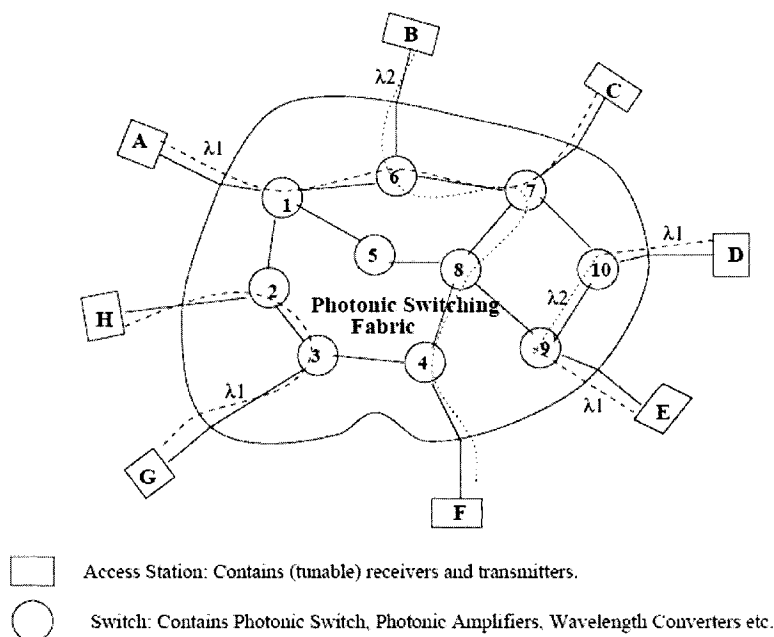 B
λ2
C
A
λ1
6
7
1
5
λ1
D
8
10
2
λ2
H
Photonic Switching
Fabric
9
3
4
λ1
E
λ1
G
F
Access Station: Contains (tunable) receivers and transmitters.
Switch: Contains Photonic Switch, Photonic Amplifiers, Wavelength Converters etc.